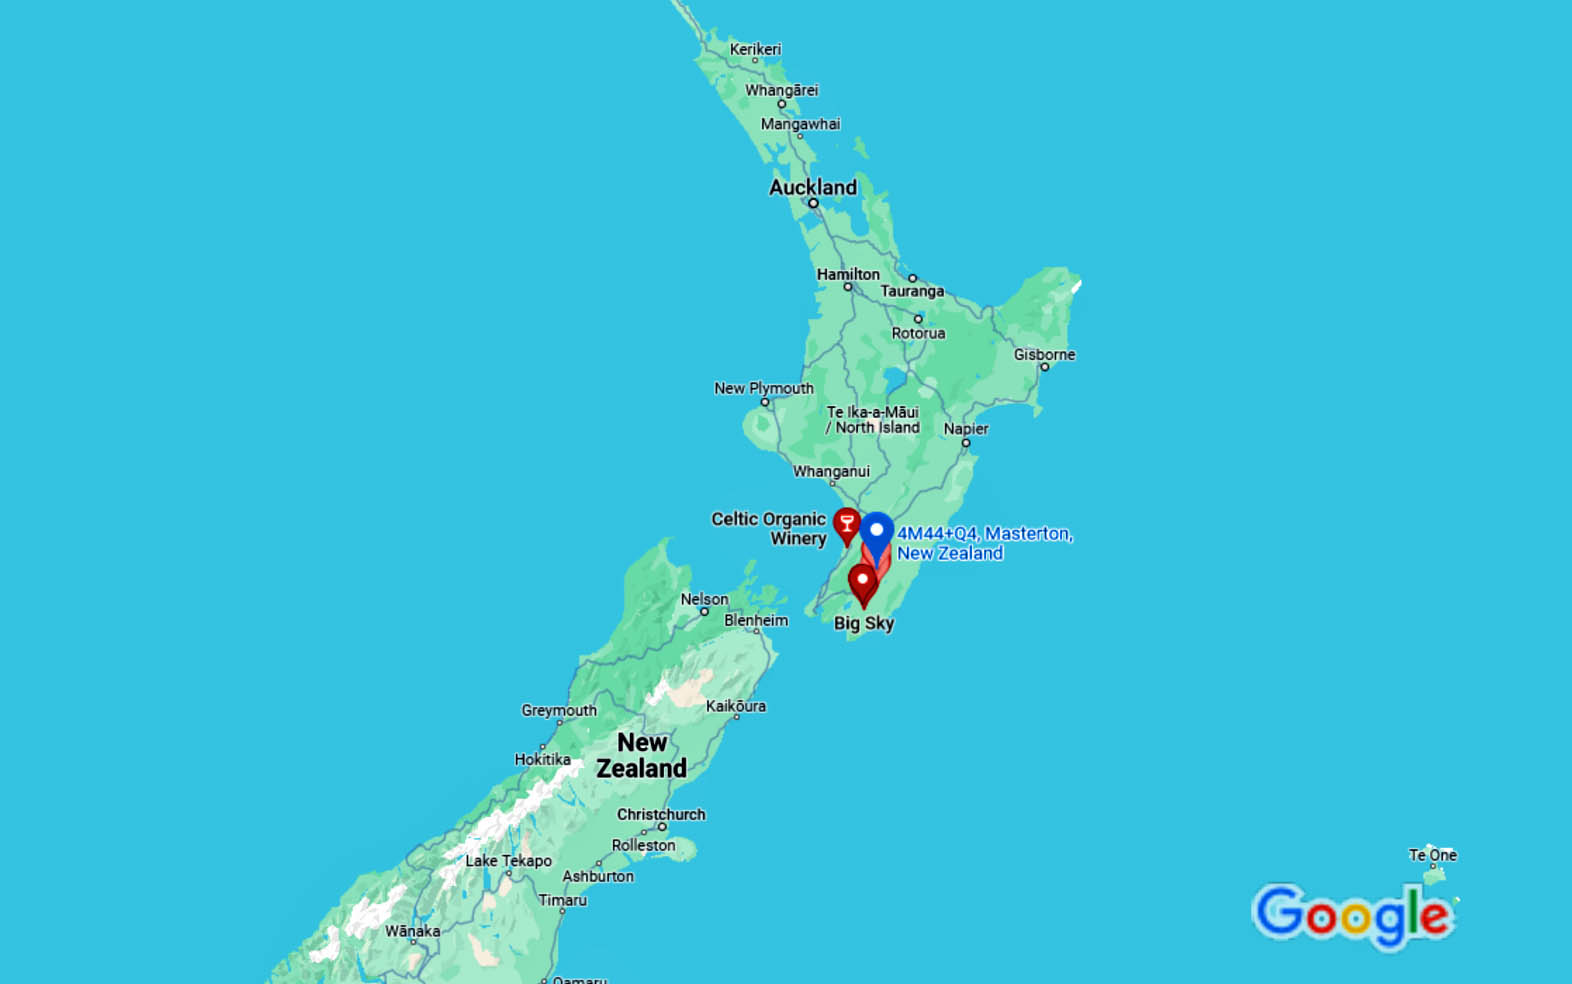 Kerikeri
Whangārei
Mangawhai
Auckland
Hamilton
Tauranga
Rotorua
Gisborne
New Plymouth
Te Ika-a-Māui
/ North Island
Napier
Whanganui
Celtic Organic
Winery
4M44+Q4, Masterton,
New Zealand
Big Sky
Nelson
Blenheim
Greymouth
Kaikōura
Hokitika
New
Zealand
Christchurch
Rolleston
Lake Tekapo
Ashburton
Timaru
Wānaka
Oamaru
Te One
Google